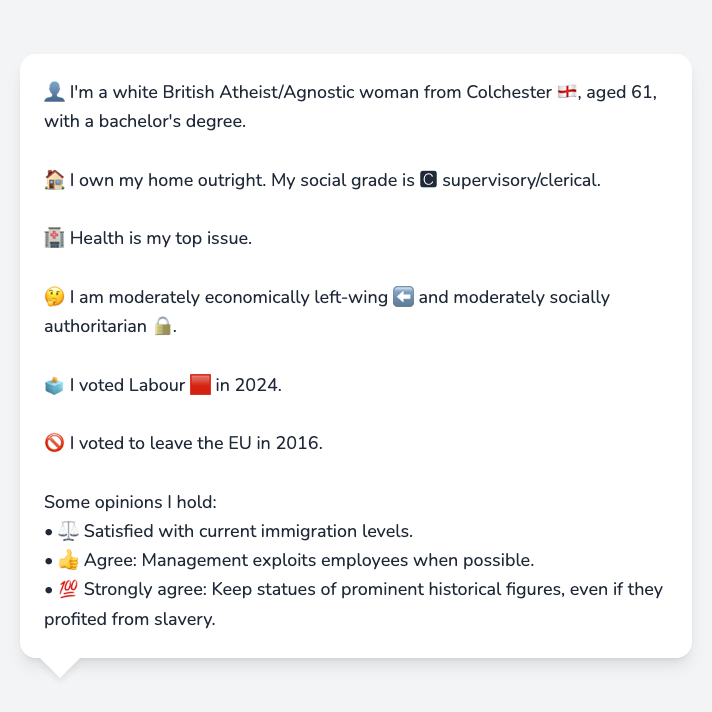 👤 I'm a white British Atheist/Agnostic woman from Colchester 🏴󠁧󠁢󠁥󠁮󠁧󠁿, aged 61,
with a bachelor's degree.
🏠 I own my home outright. My social grade is 🅲 supervisory/clerical.
🏥 Health is my top issue.
🤔 I am moderately economically left-wing ⬅️ and moderately socially
authoritarian 🔒.
🗳️ I voted Labour 🟥 in 2024.
🚫 I voted to leave the EU in 2016.
Some opinions I hold:
• ⚖️ Satisfied with current immigration levels.
• 👍 Agree: Management exploits employees when possible.
• 💯 Strongly agree: Keep statues of prominent historical figures, even if they
profited from slavery.